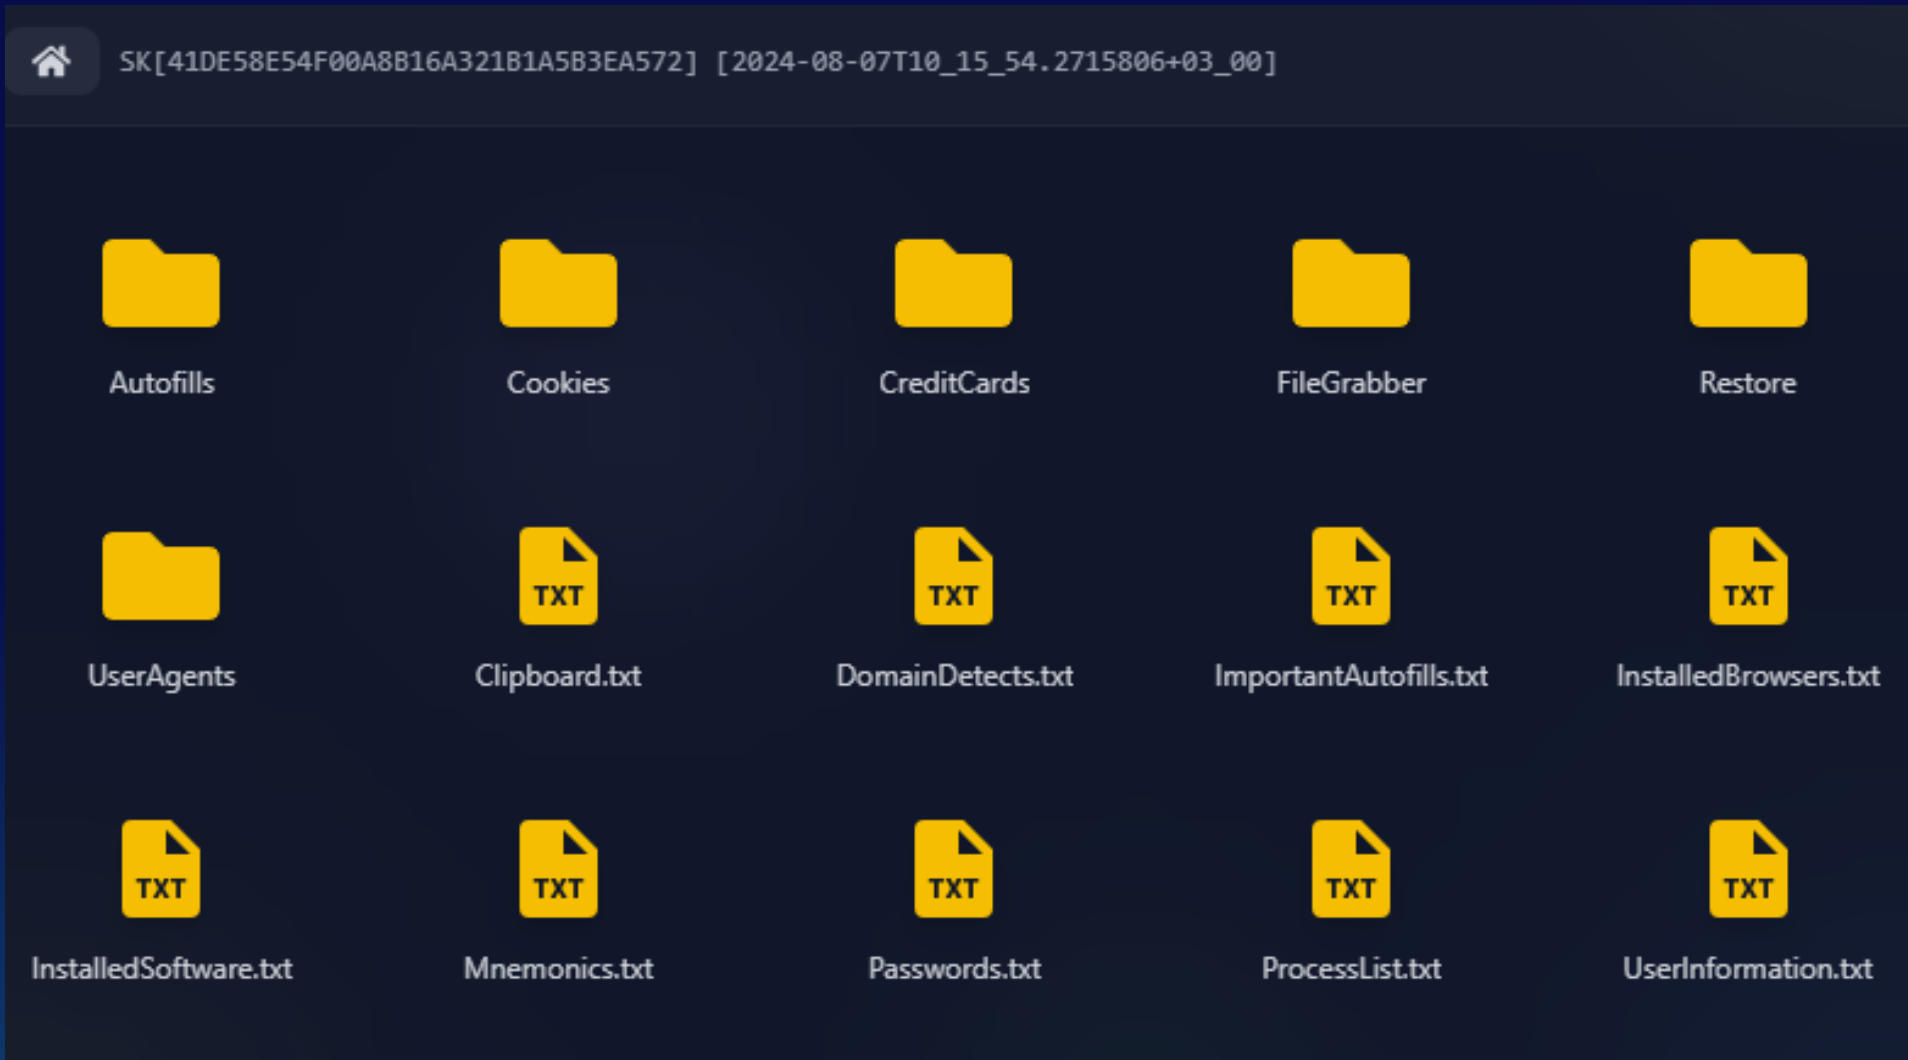 SK[41DE58E54F00A8B16A321B1A5B3EA572] [2024-08-07T10_15_54.2715806+03_00]
Autofills
Cookies
CreditCards
FileGrabber
Restore
UserAgents
TXT
Clipboard.txt
TXT
DomainDetects.txt
TXT
ImportantAutofills.txt
TXT
InstalledBrowsers.txt
TXT
InstalledSoftware.txt
TXT
Mnemonics.txt
TXT
Passwords.txt
TXT
ProcessList.txt
TXT
UserInformation.txt